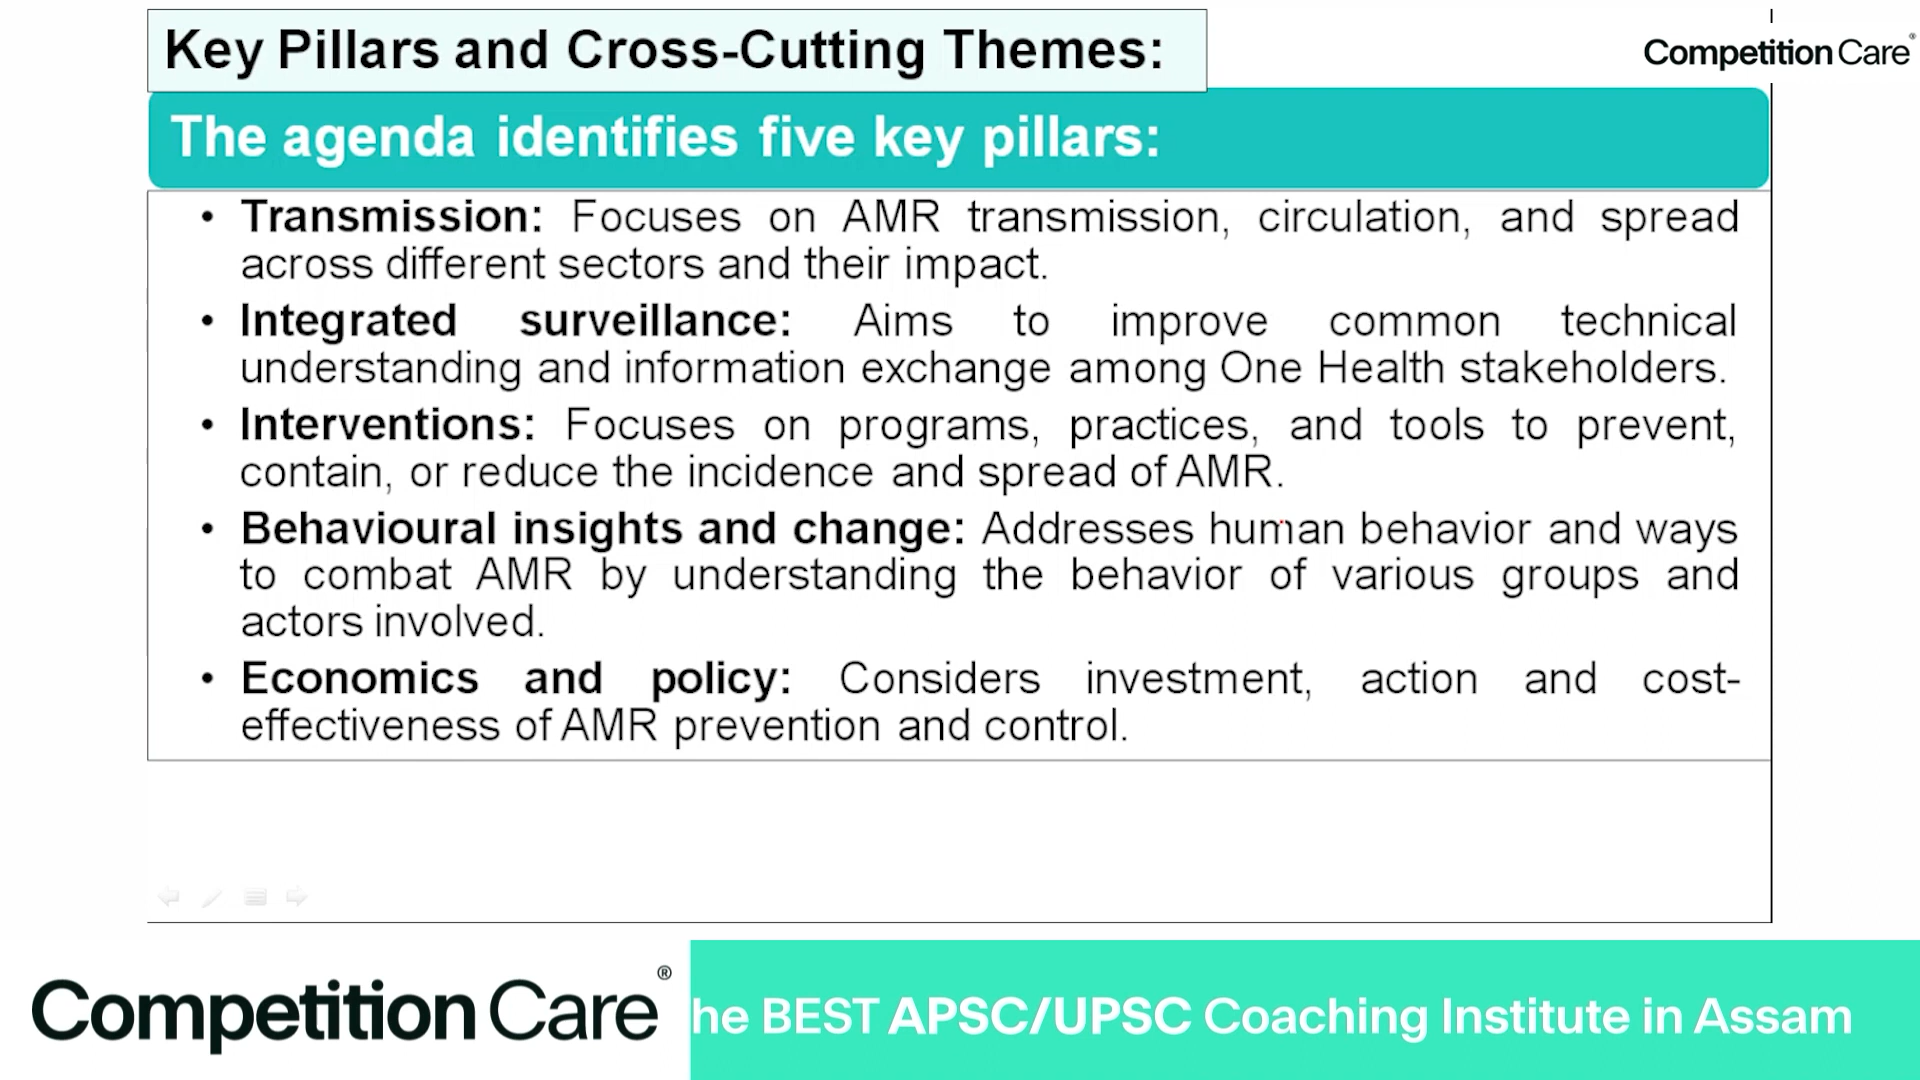 Key Pillars and Cross-Cutting Themes:
CompetitionCare®
The agenda identifies five key pillars:
• Transmission: Focuses on AMR transmission, circulation, and spread
across different sectors and their impact.
• Integrated surveillance: Aims to improve common technical
understanding and information exchange among One Health stakeholders.
• Interventions: Focuses on programs, practices, and tools to prevent,
contain, or reduce the incidence and spread of AMR.
• Behavioural insights and change: Addresses human behavior and ways
to combat AMR by understanding the behavior of various groups and
actors involved.
• Economics and policy: Considers investment, action and cost-
effectiveness of AMR prevention and control.
CompetitionCare®
he BEST APSC/UPSC Coaching Institute in Assam